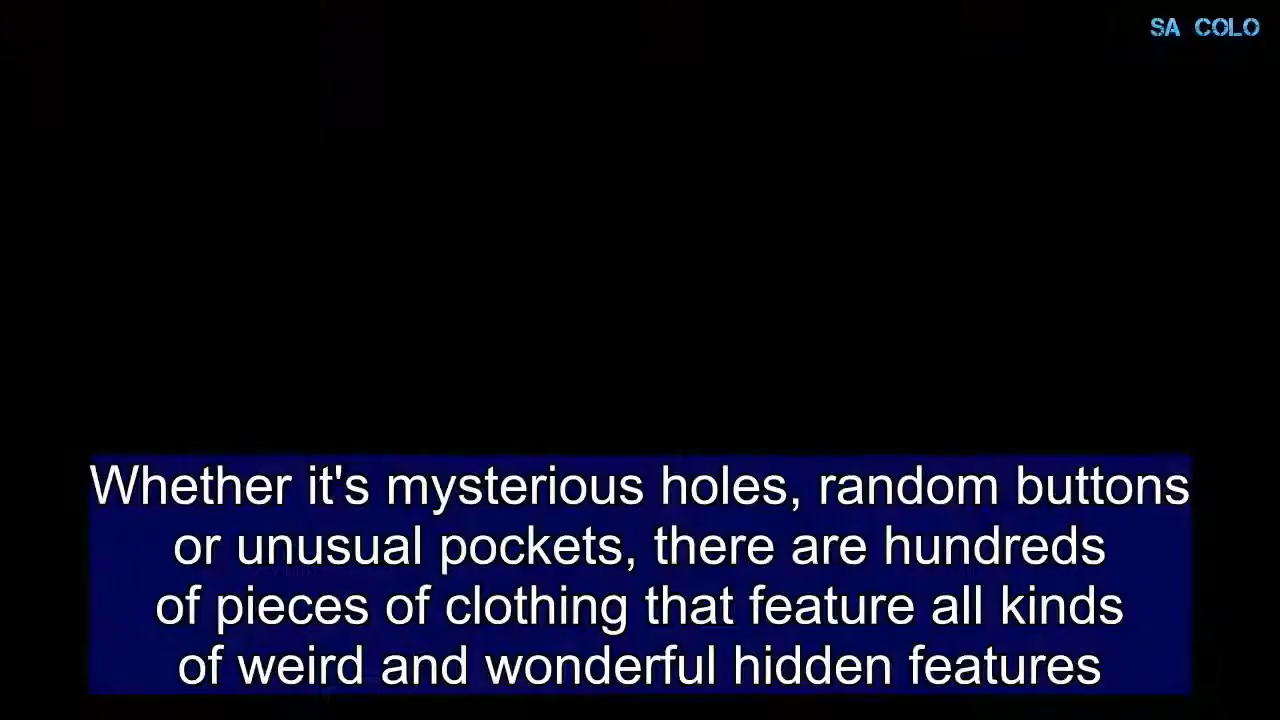 SA COLO
Whether it's mysterious holes, random buttons
or unusual pockets, there are hundreds
of pieces of clothing that feature all kinds
of weird and wonderful hidden features